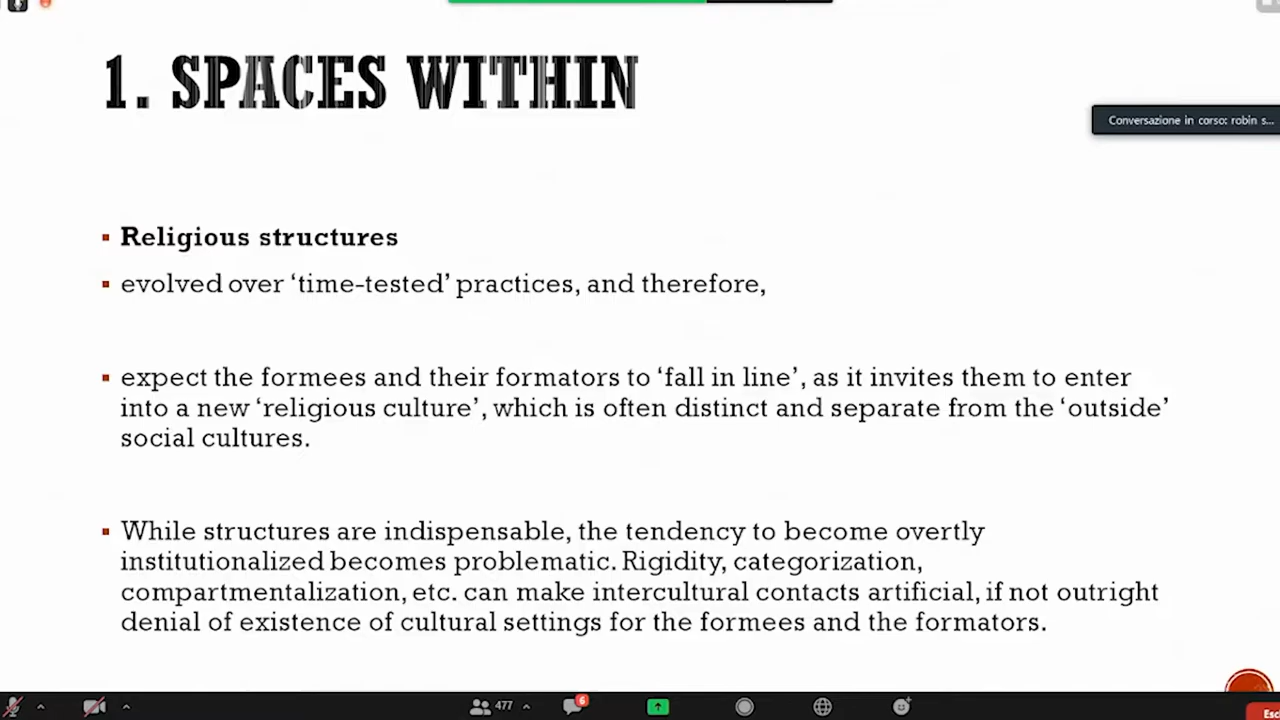 1. SPACES WITHIN
Conversazione in corso: robin s...
Religious structures
evolved over ‘time-tested’ practices, and therefore,
expect the formees and their formators to ‘fall in line’, as it invites them to enter
into a new ‘religious culture’, which is often distinct and separate from the ‘outside’
social cultures.
While structures are indispensable, the tendency to become overtly
institutionalized becomes problematic. Rigidity, categorization,
compartmentalization, etc. can make intercultural contacts artificial, if not outright
denial of existence of cultural settings for the formees and the formators.
477
6
Esc